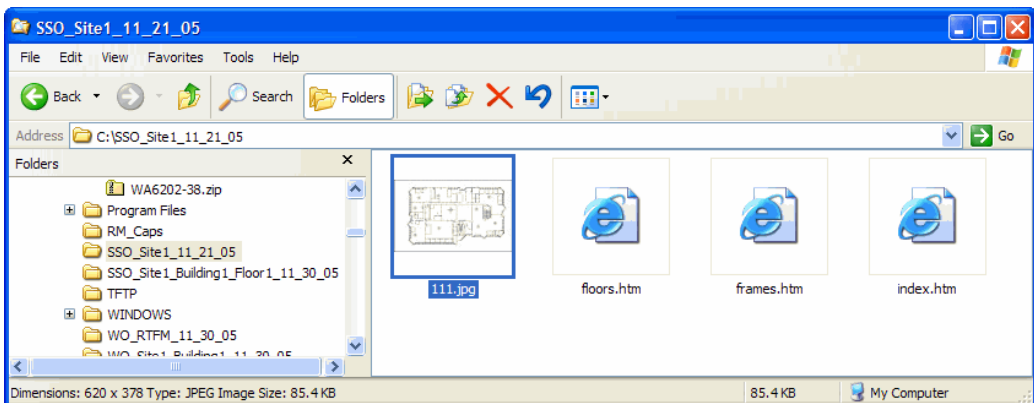 SSO_Site1_11_21_05
File Edit View Favorites Tools Help
Back Search Folders
Address C:\SSO_Site1_11_21_05 Go
Folders x
WA6202-38.zip
Program Files
RM_Caps
SSO_Site1_11_21_05
SSO_Site1_Building1_Floor1_11_30_05
TFTP
WINDOWS
WO_RTFM_11_30_05
WO_Site1_Building1_11_30_05
111.jpg floors.htm frames.htm index.htm
Dimensions: 620 x 378 Type: JPEG Image Size: 85.4 KB 85.4 KB My Computer